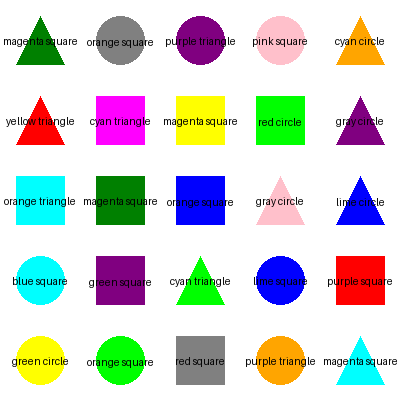 magenta square
orange square
purple triangle
pink square
cyan circle
yellow triangle
cyan triangle
magenta square
red circle
gray circle
orange triangle
magenta square
orange square
gray circle
lime circle
blue square
green square
cyan triangle
lime square
purple square
green circle
orange square
red square
purple triangle
magenta square